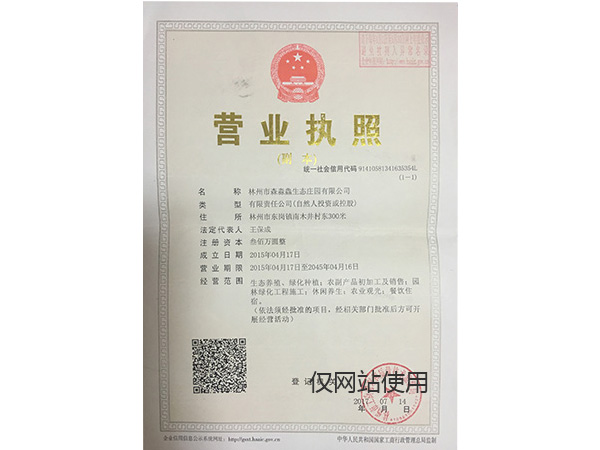 营业执照
(副 本)
统一社会信用代码 91410581341635354L
(1-1)
名 称 林州市森淼鑫生态庄园有限公司
类 型 有限责任公司(自然人投资或控股)
住 所 林州市东岗镇南木井村东300米
法定代表人 王保成
注册资本 叁佰万圆整
成立日期 2015年04月17日
营业期限 2015年04月17日至2045年04月16日
经营范围 生态养殖、绿化种植；农副产品初加工及销售；园
林绿化工程施工；休闲养生；农业观光；餐饮住
宿。
(依法须经批准的项目，经相关部门批准后方可开
展经营活动)
登记机关
仅网站使用
2017 07 14
年 月 日
企业信用信息公示系统网址：http://gsxt.haaic.gov.cn
中华人民共和国国家工商行政管理总局监制